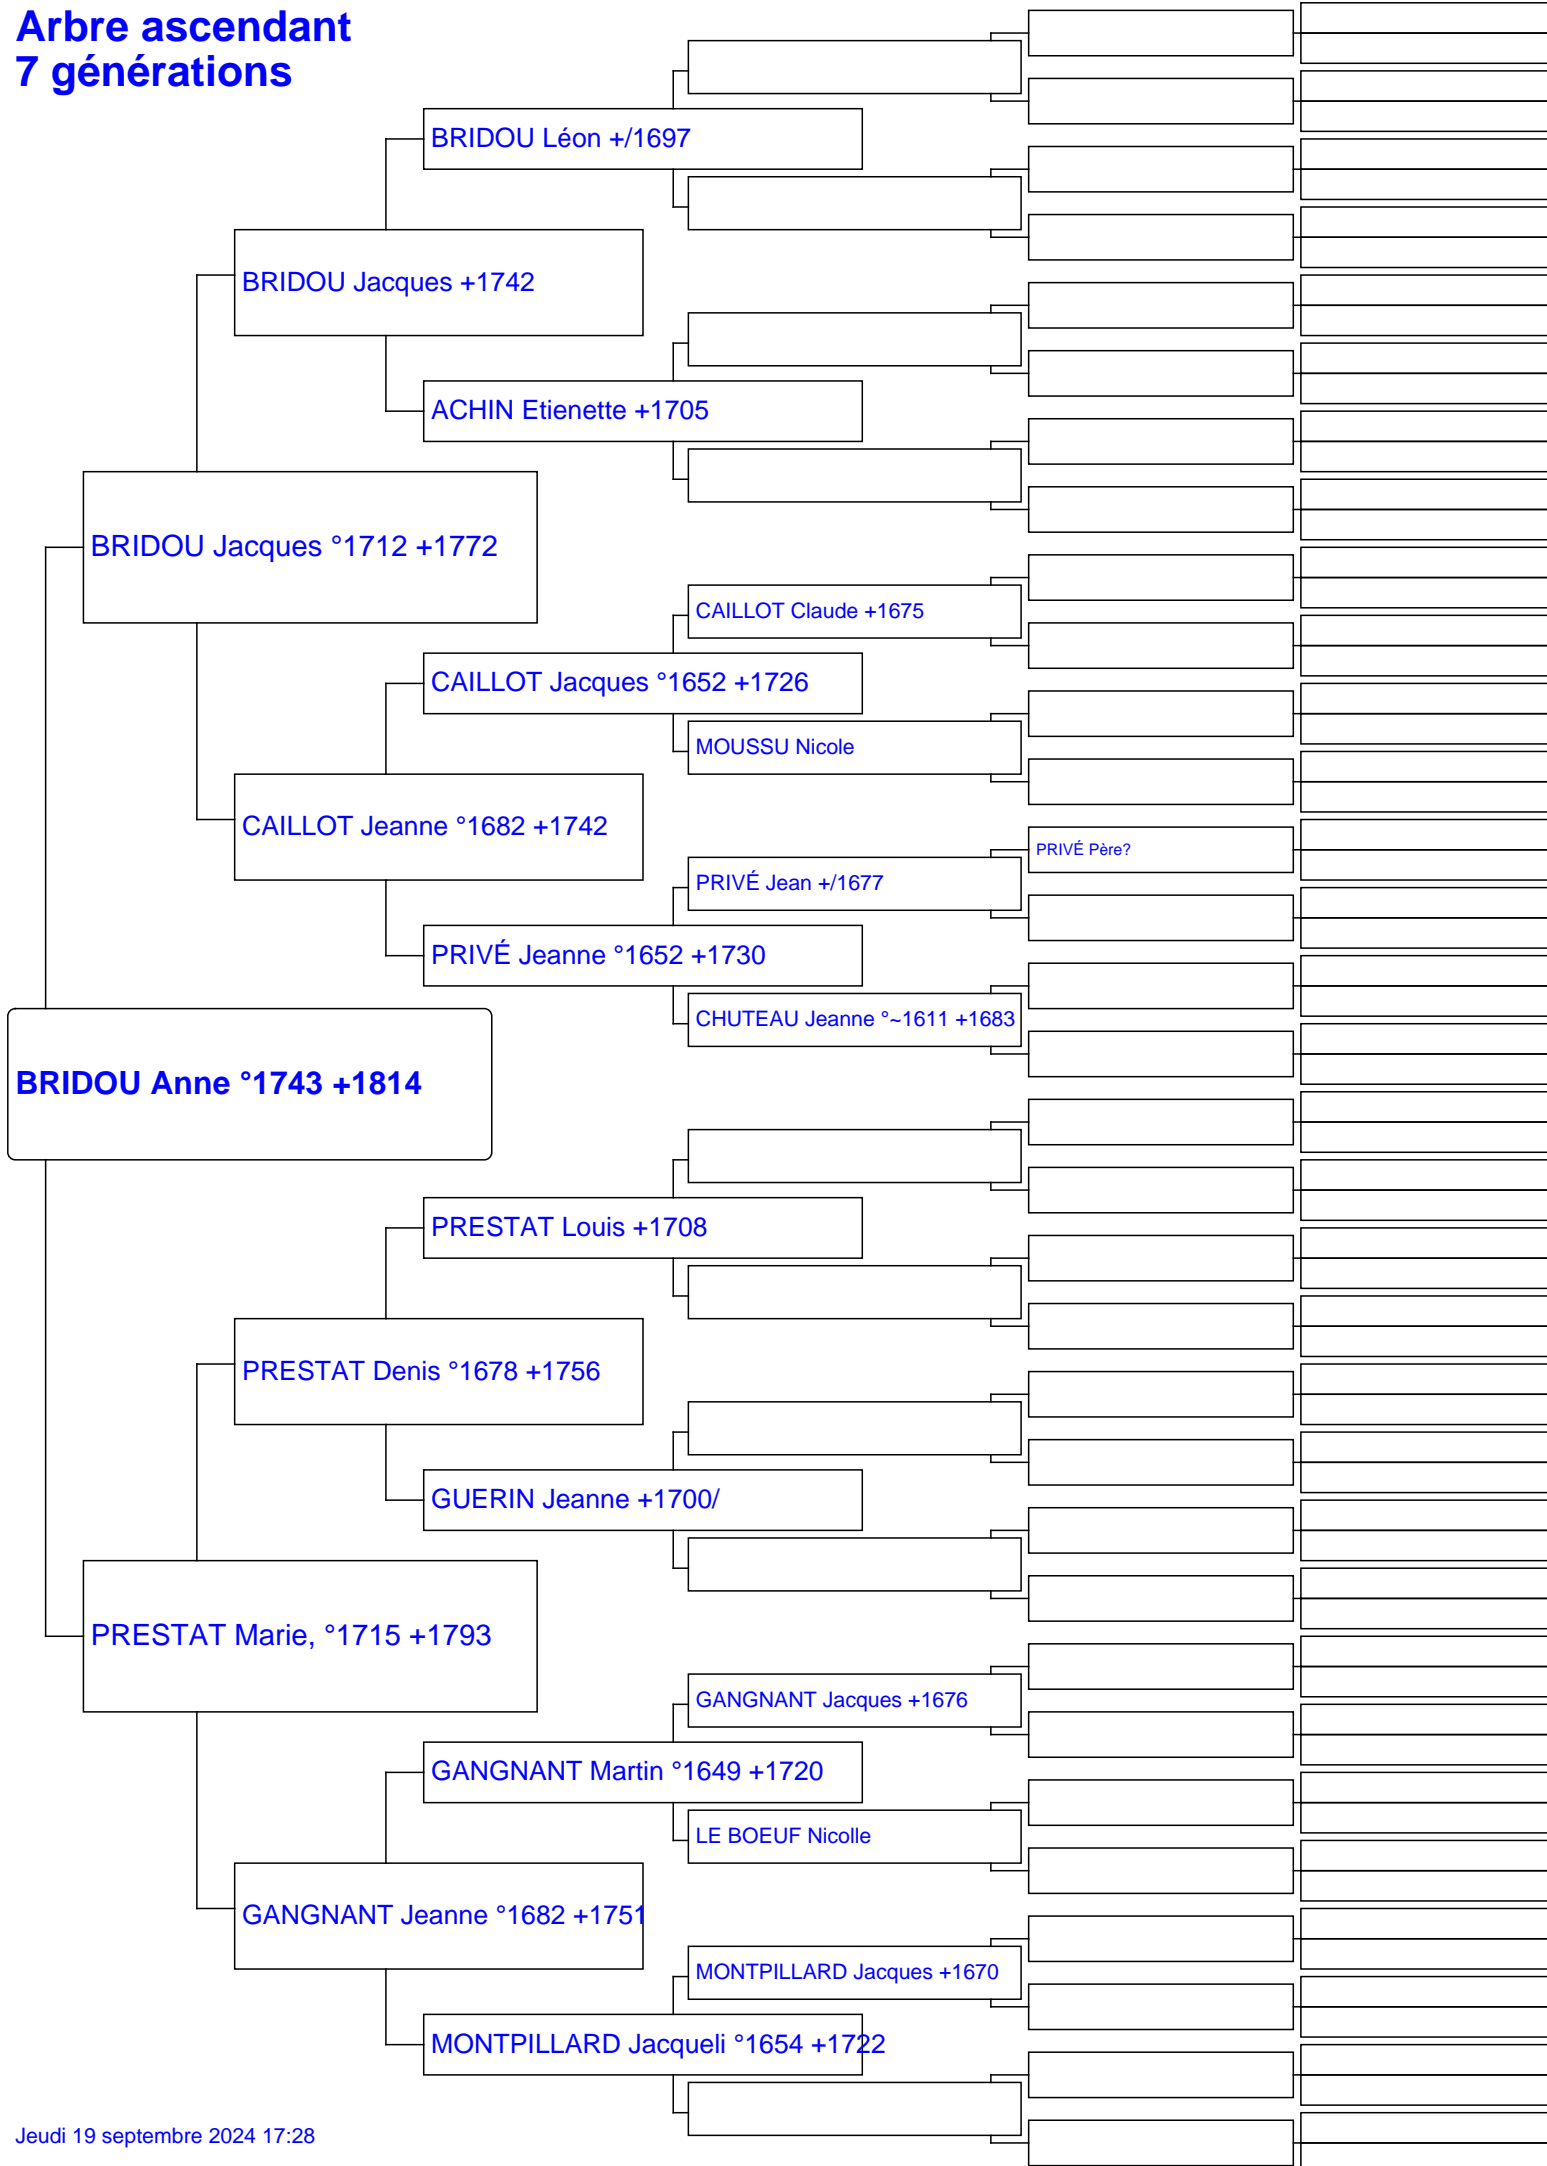 Arbre ascendant
7 générations
BRIDOU Léon +/1697
BRIDOU Jacques +1742
ACHIN Etienette +1705
BRIDOU Jacques °1712 +1772
CAILLOT Claude +1675
CAILLOT Jacques °1652 +1726
MOUSSU Nicole
CAILLOT Jeanne °1682 +1742
PRIVÉ Père?
PRIVÉ Jean +/1677
PRIVÉ Jeanne °1652 +1730
CHUTEAU Jeanne °~1611 +1683
BRIDOU Anne °1743 +1814
PRESTAT Louis +1708
PRESTAT Denis °1678 +1756
GUERIN Jeanne +1700/
PRESTAT Marie, °1715 +1793
GANGNANT Jacques +1676
GANGNANT Martin °1649 +1720
LE BOEUF Nicolle
GANGNANT Jeanne °1682 +1751
MONTPILLARD Jacques +1670
MONTPILLARD Jacqueli °1654 +1722
Jeudi 19 septembre 2024 17:28